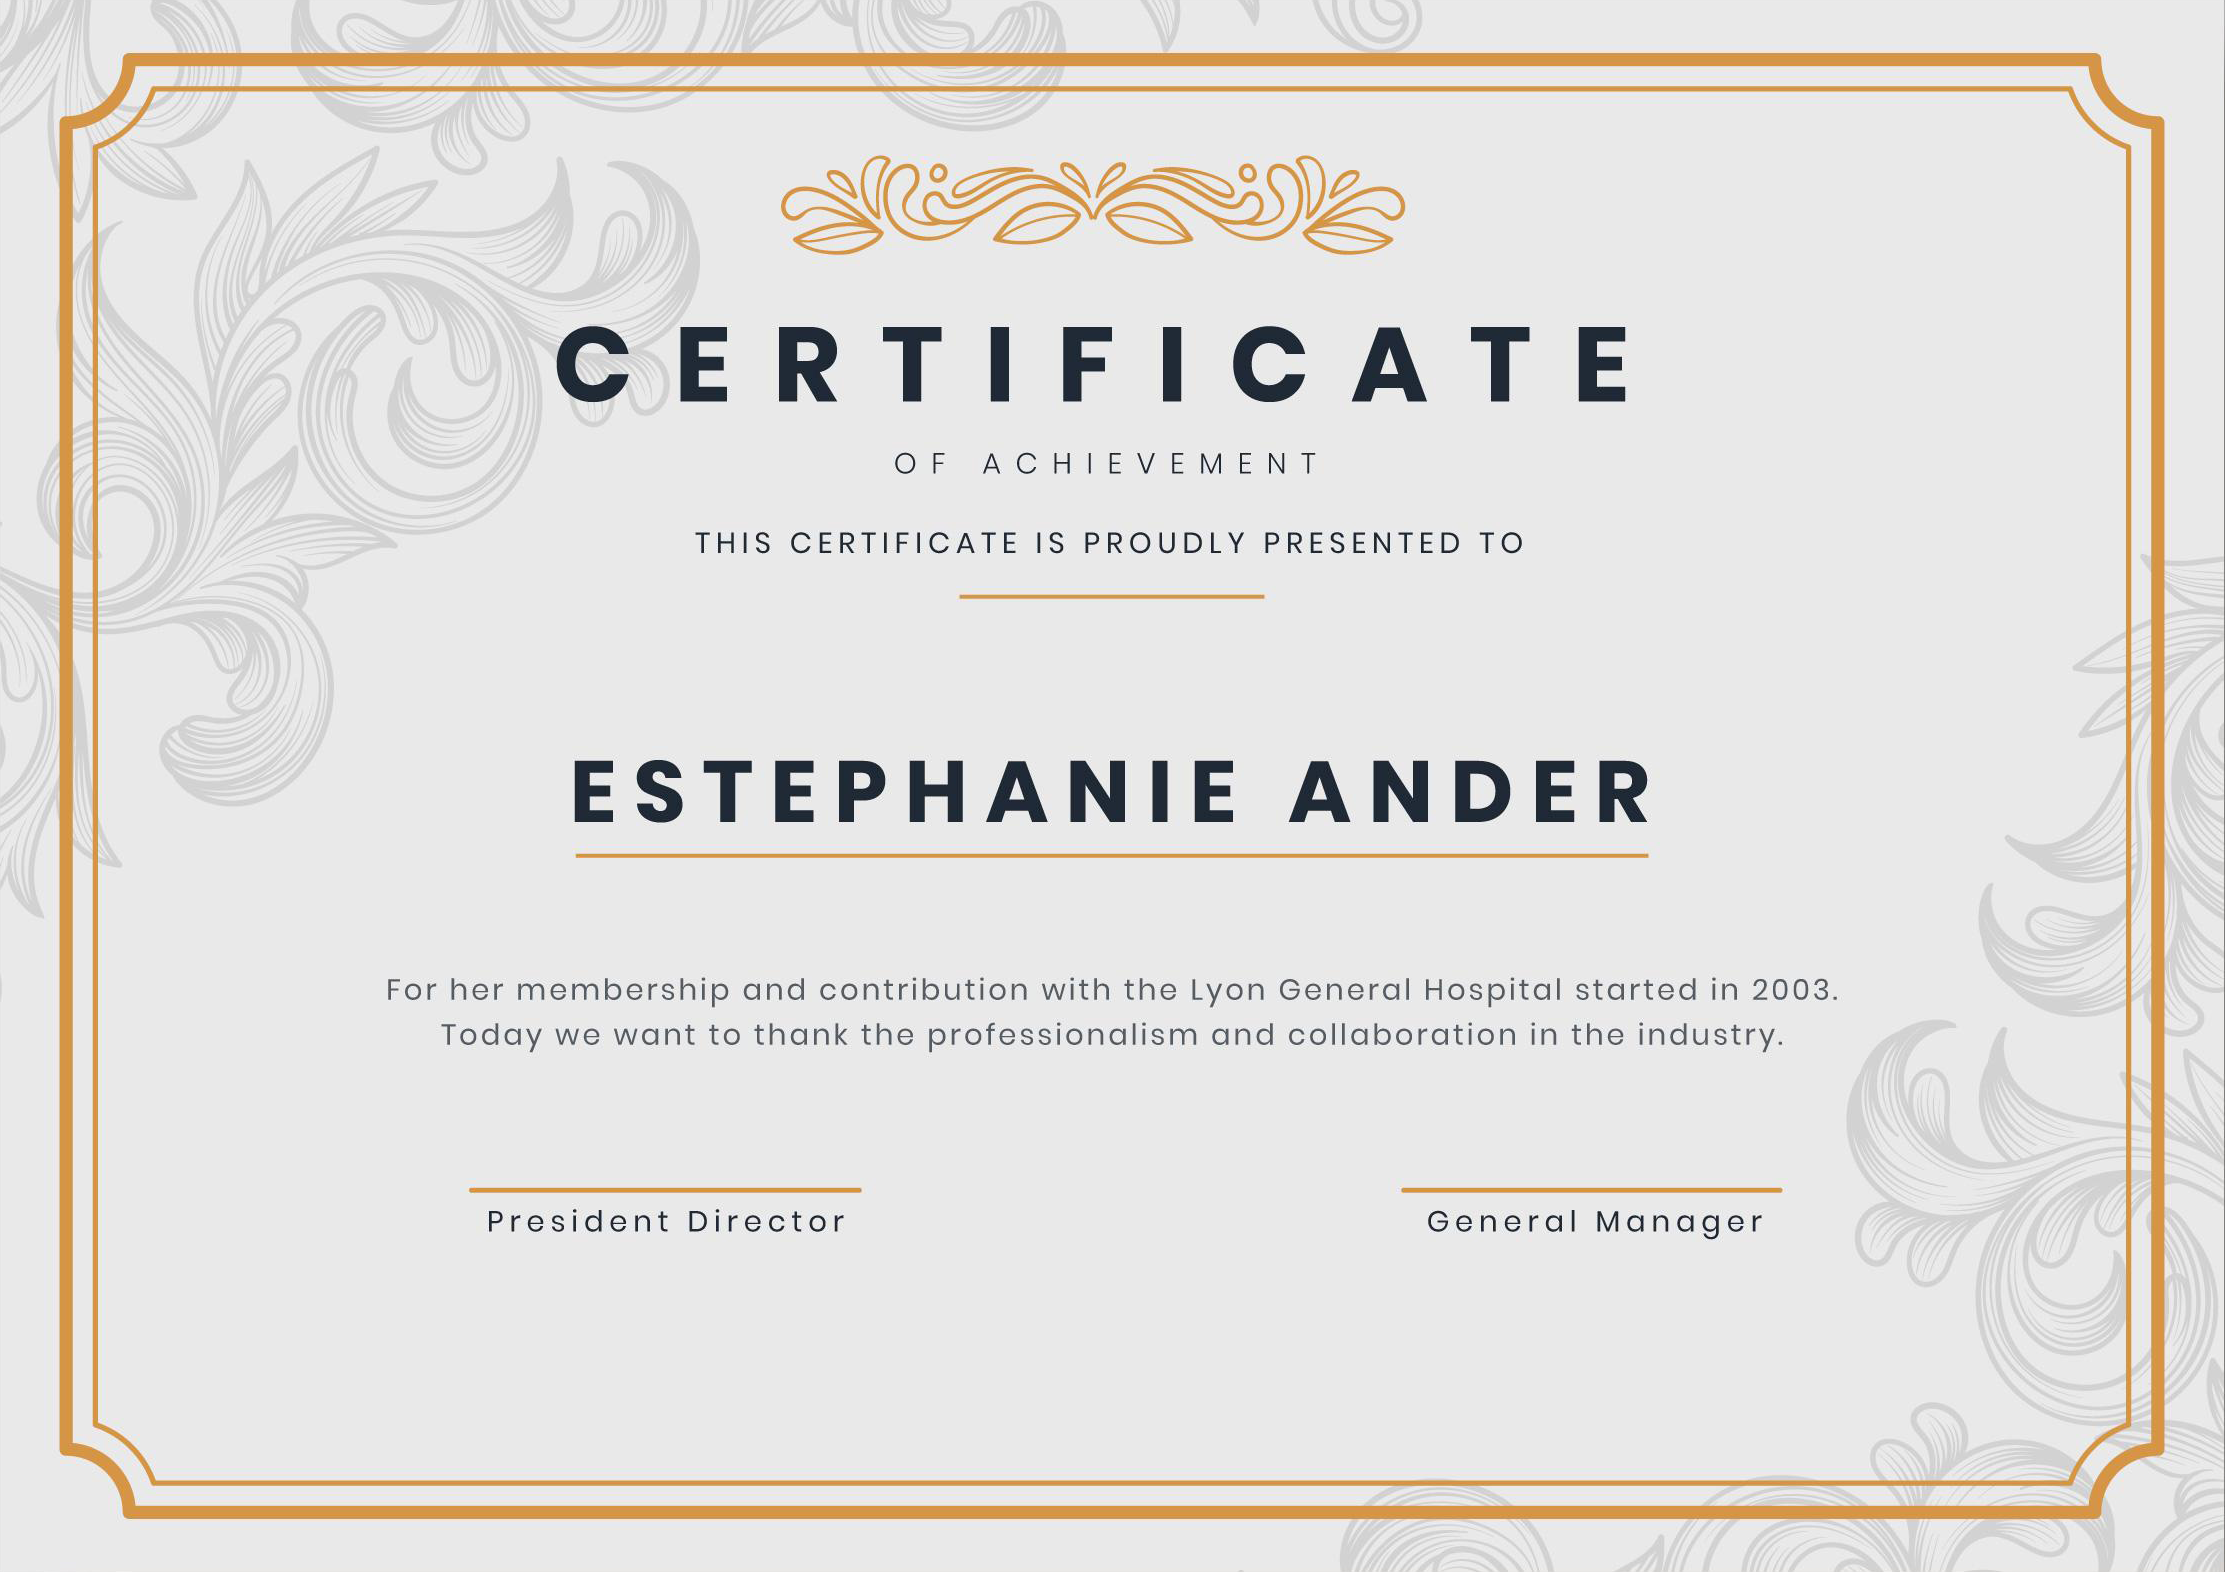 CERTIFICATE
OF ACHIEVEMENT
THIS CERTIFICATE IS PROUDLY PRESENTED TO
ESTEPHANIE ANDER
For her membership and contribution with the Lyon General Hospital started in 2003.
Today we want to thank the professionalism and collaboration in the industry.
President Director
General Manager